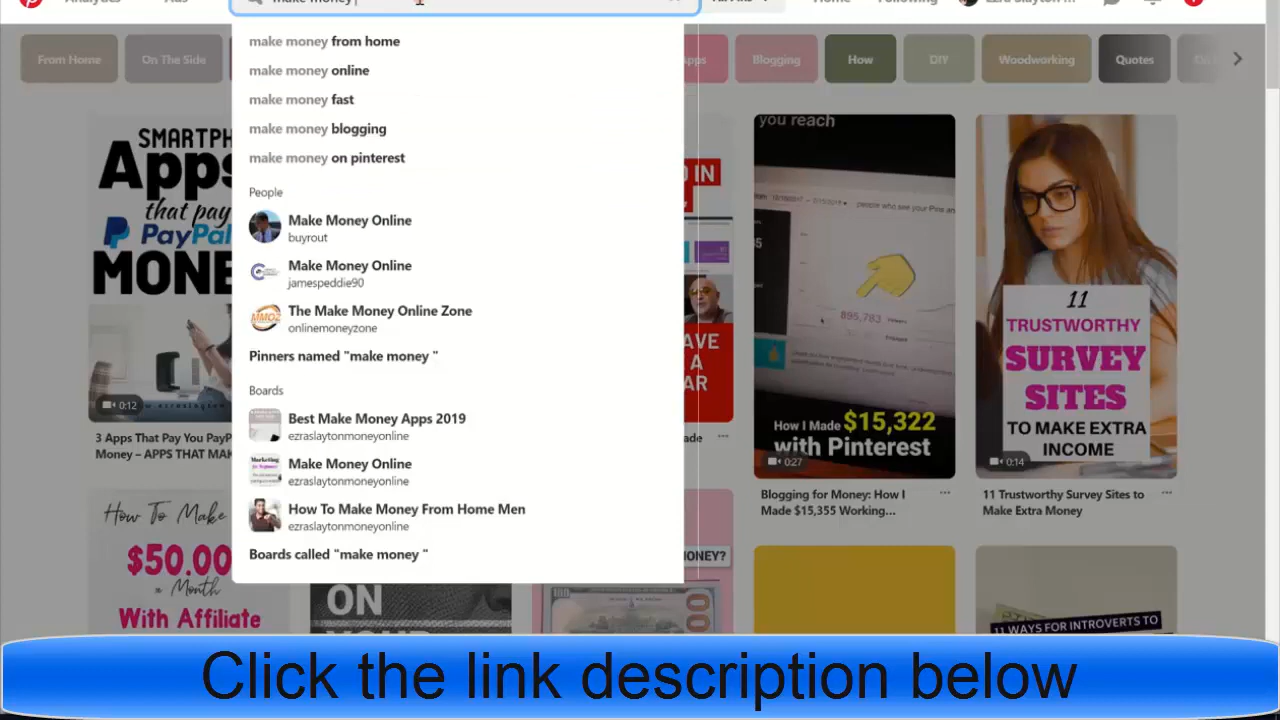 Analytics
Ads
make money
Home
Following
From Home
On The Side
Blogging
How
DIY
Woodworking
Quotes
make money from home
make money online
make money fast
make money blogging
make money on pinterest
People
Make Money Online
buyrout
Make Money Online
jamespeddie90
The Make Money Online Zone
onlinemoneyzone
Pinners named "make money "
Boards
Best Make Money Apps 2019
ezraslaytonmoneyonline
Make Money Online
ezraslaytonmoneyonline
How To Make Money From Home Men
ezraslaytonmoneyonline
Boards called "make money "
Apps
that pay
PayPal
0:12
3 Apps That Pay You
How To Make
$50.00
Month
With Affiliate
ON
MONEY?
100
you reach
895,783
How I Made $15,322
with Pinterest
0:27
Blogging for Money: How I
Made $15,355 Working...
11
TRUSTWORTHY
SURVEY
SITES
TO MAKE EXTRA
INCOME
0:14
11 Trustworthy Survey Sites to
Make Extra Money
11 WAYS FOR INTROVERTS TO
Click the link description below